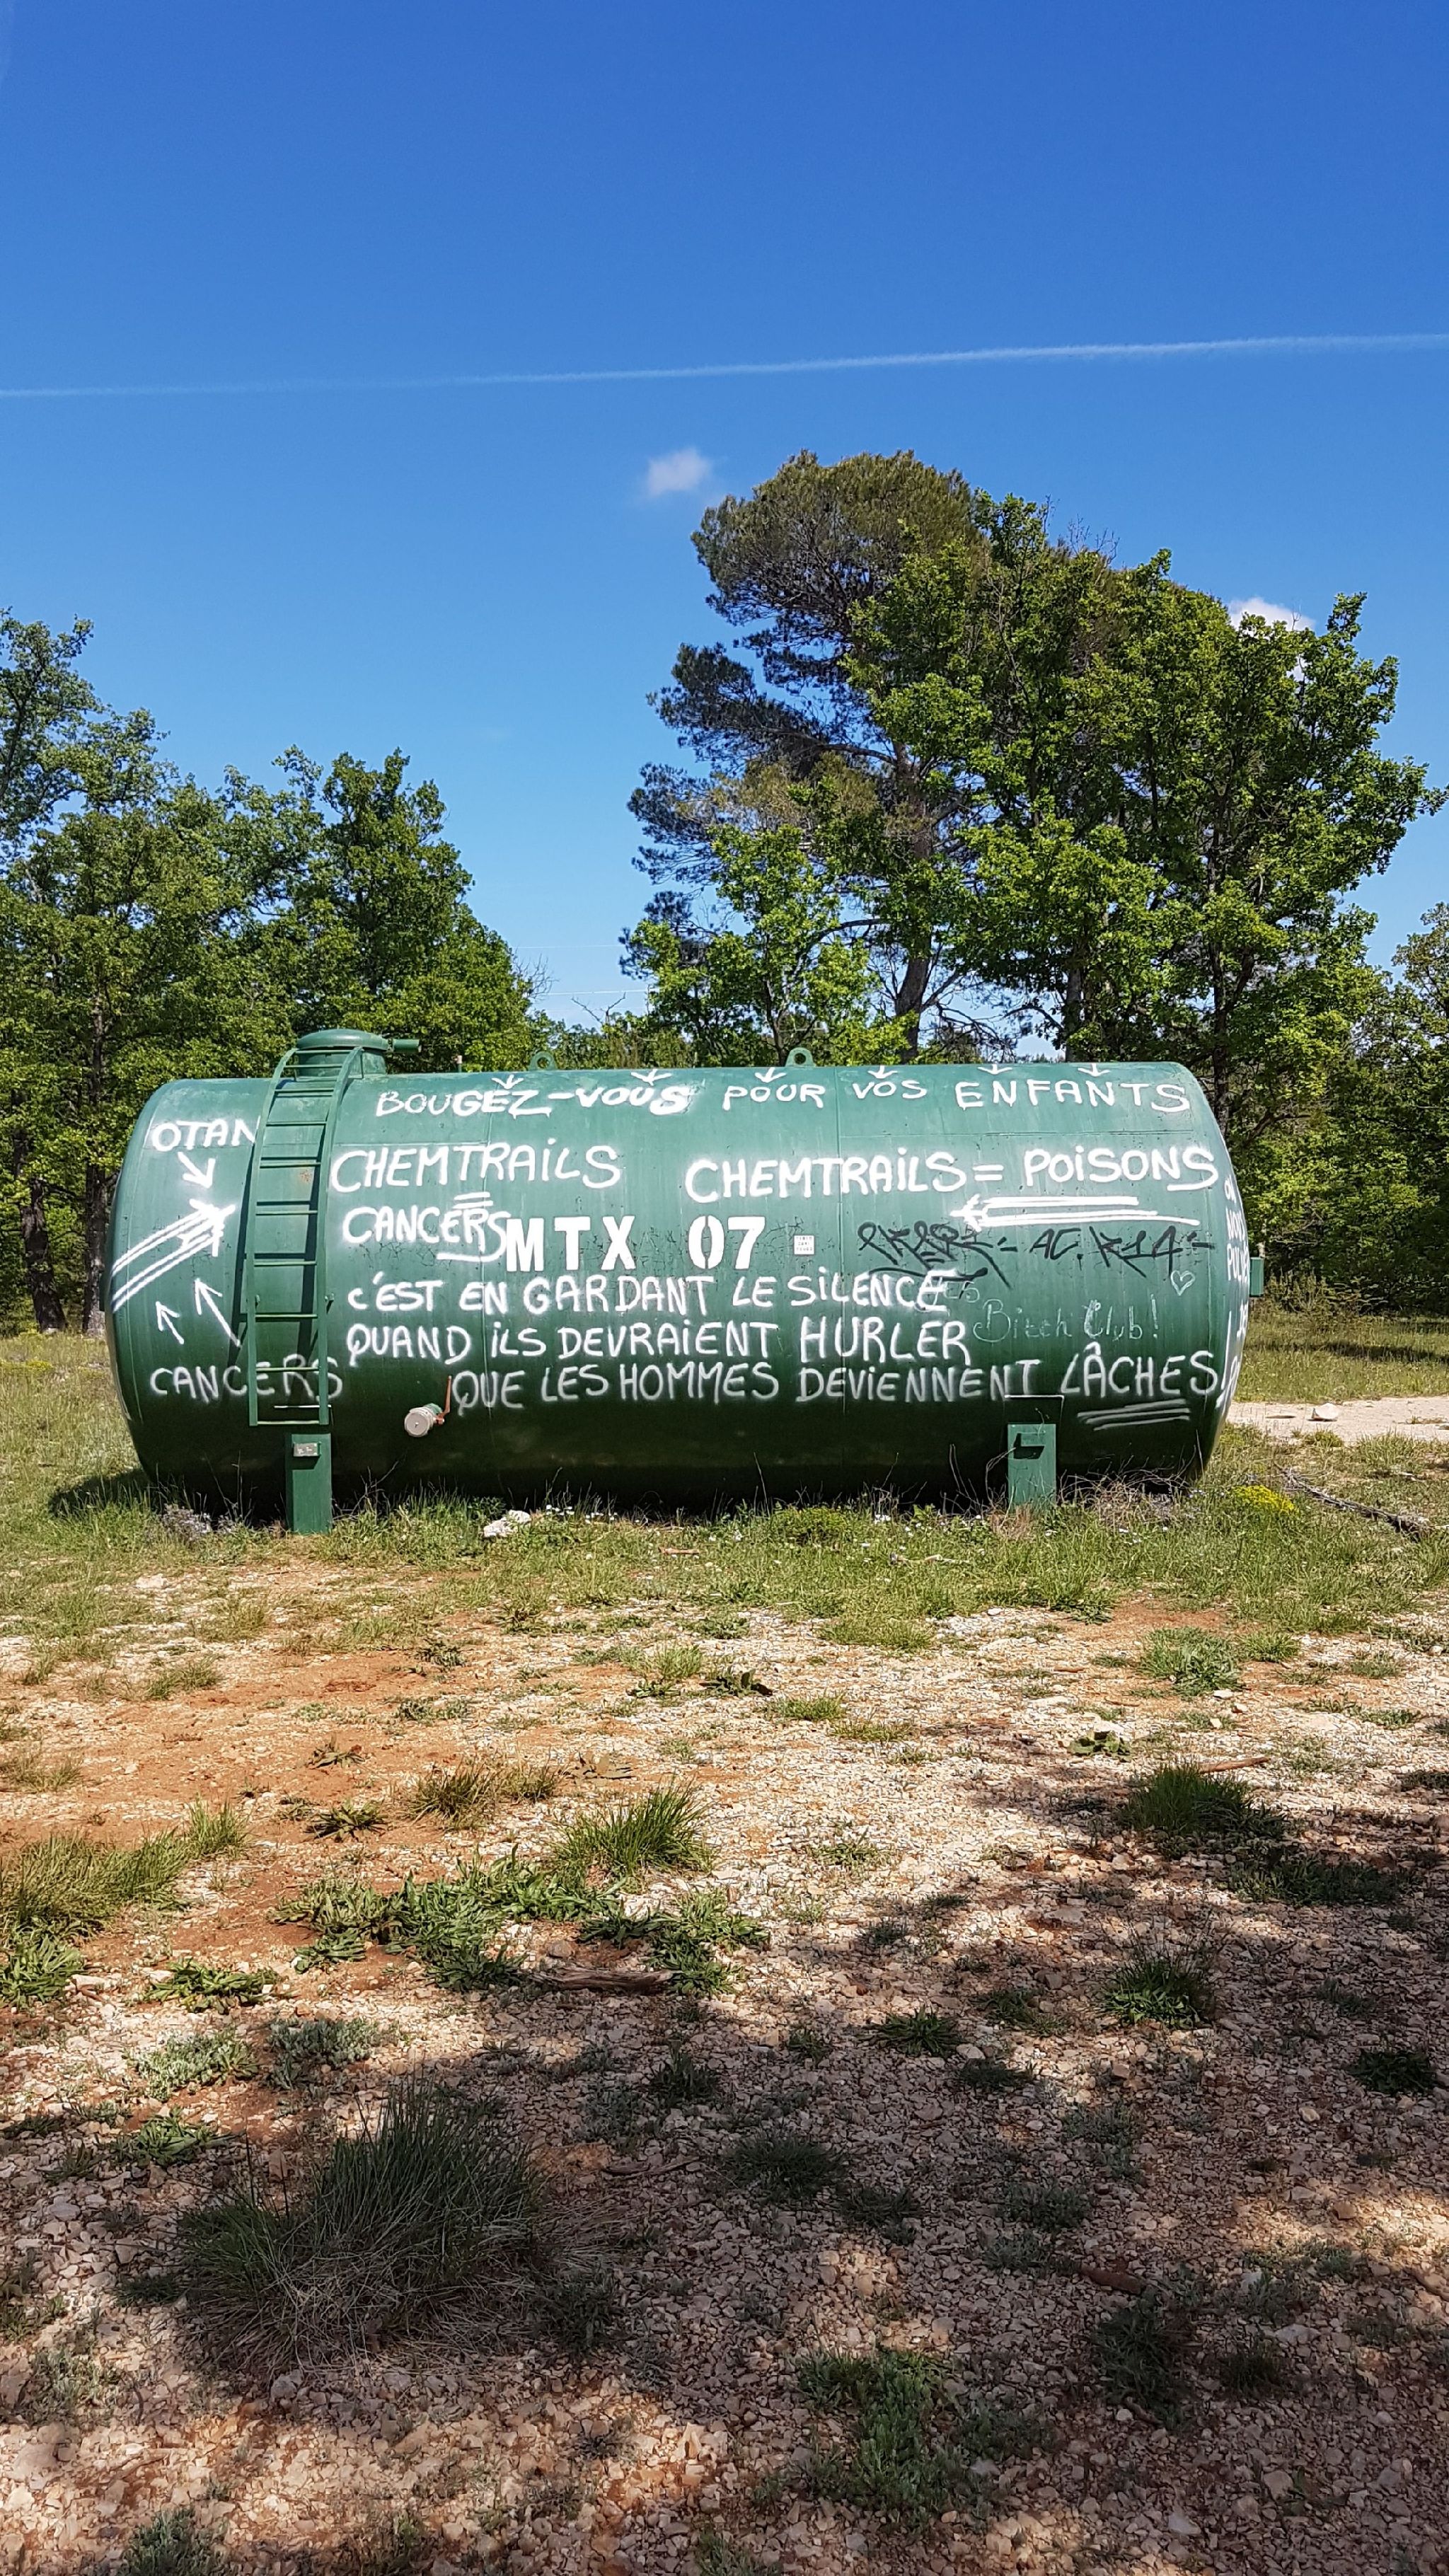 BOUGEZ-VOUS POUR VOS ENFANTS
OTAN
CHEMTRAiLS
CHEMTRAiLS = POiSONS
CANCERS
MTX 07
C'EST EN GARDANT LE SiLENCE
QUAND iLS DEVRAiENT HURLER
Bitch Club!
CANCERS
QUE LES HOMMES DEViENNENT LÂCHES